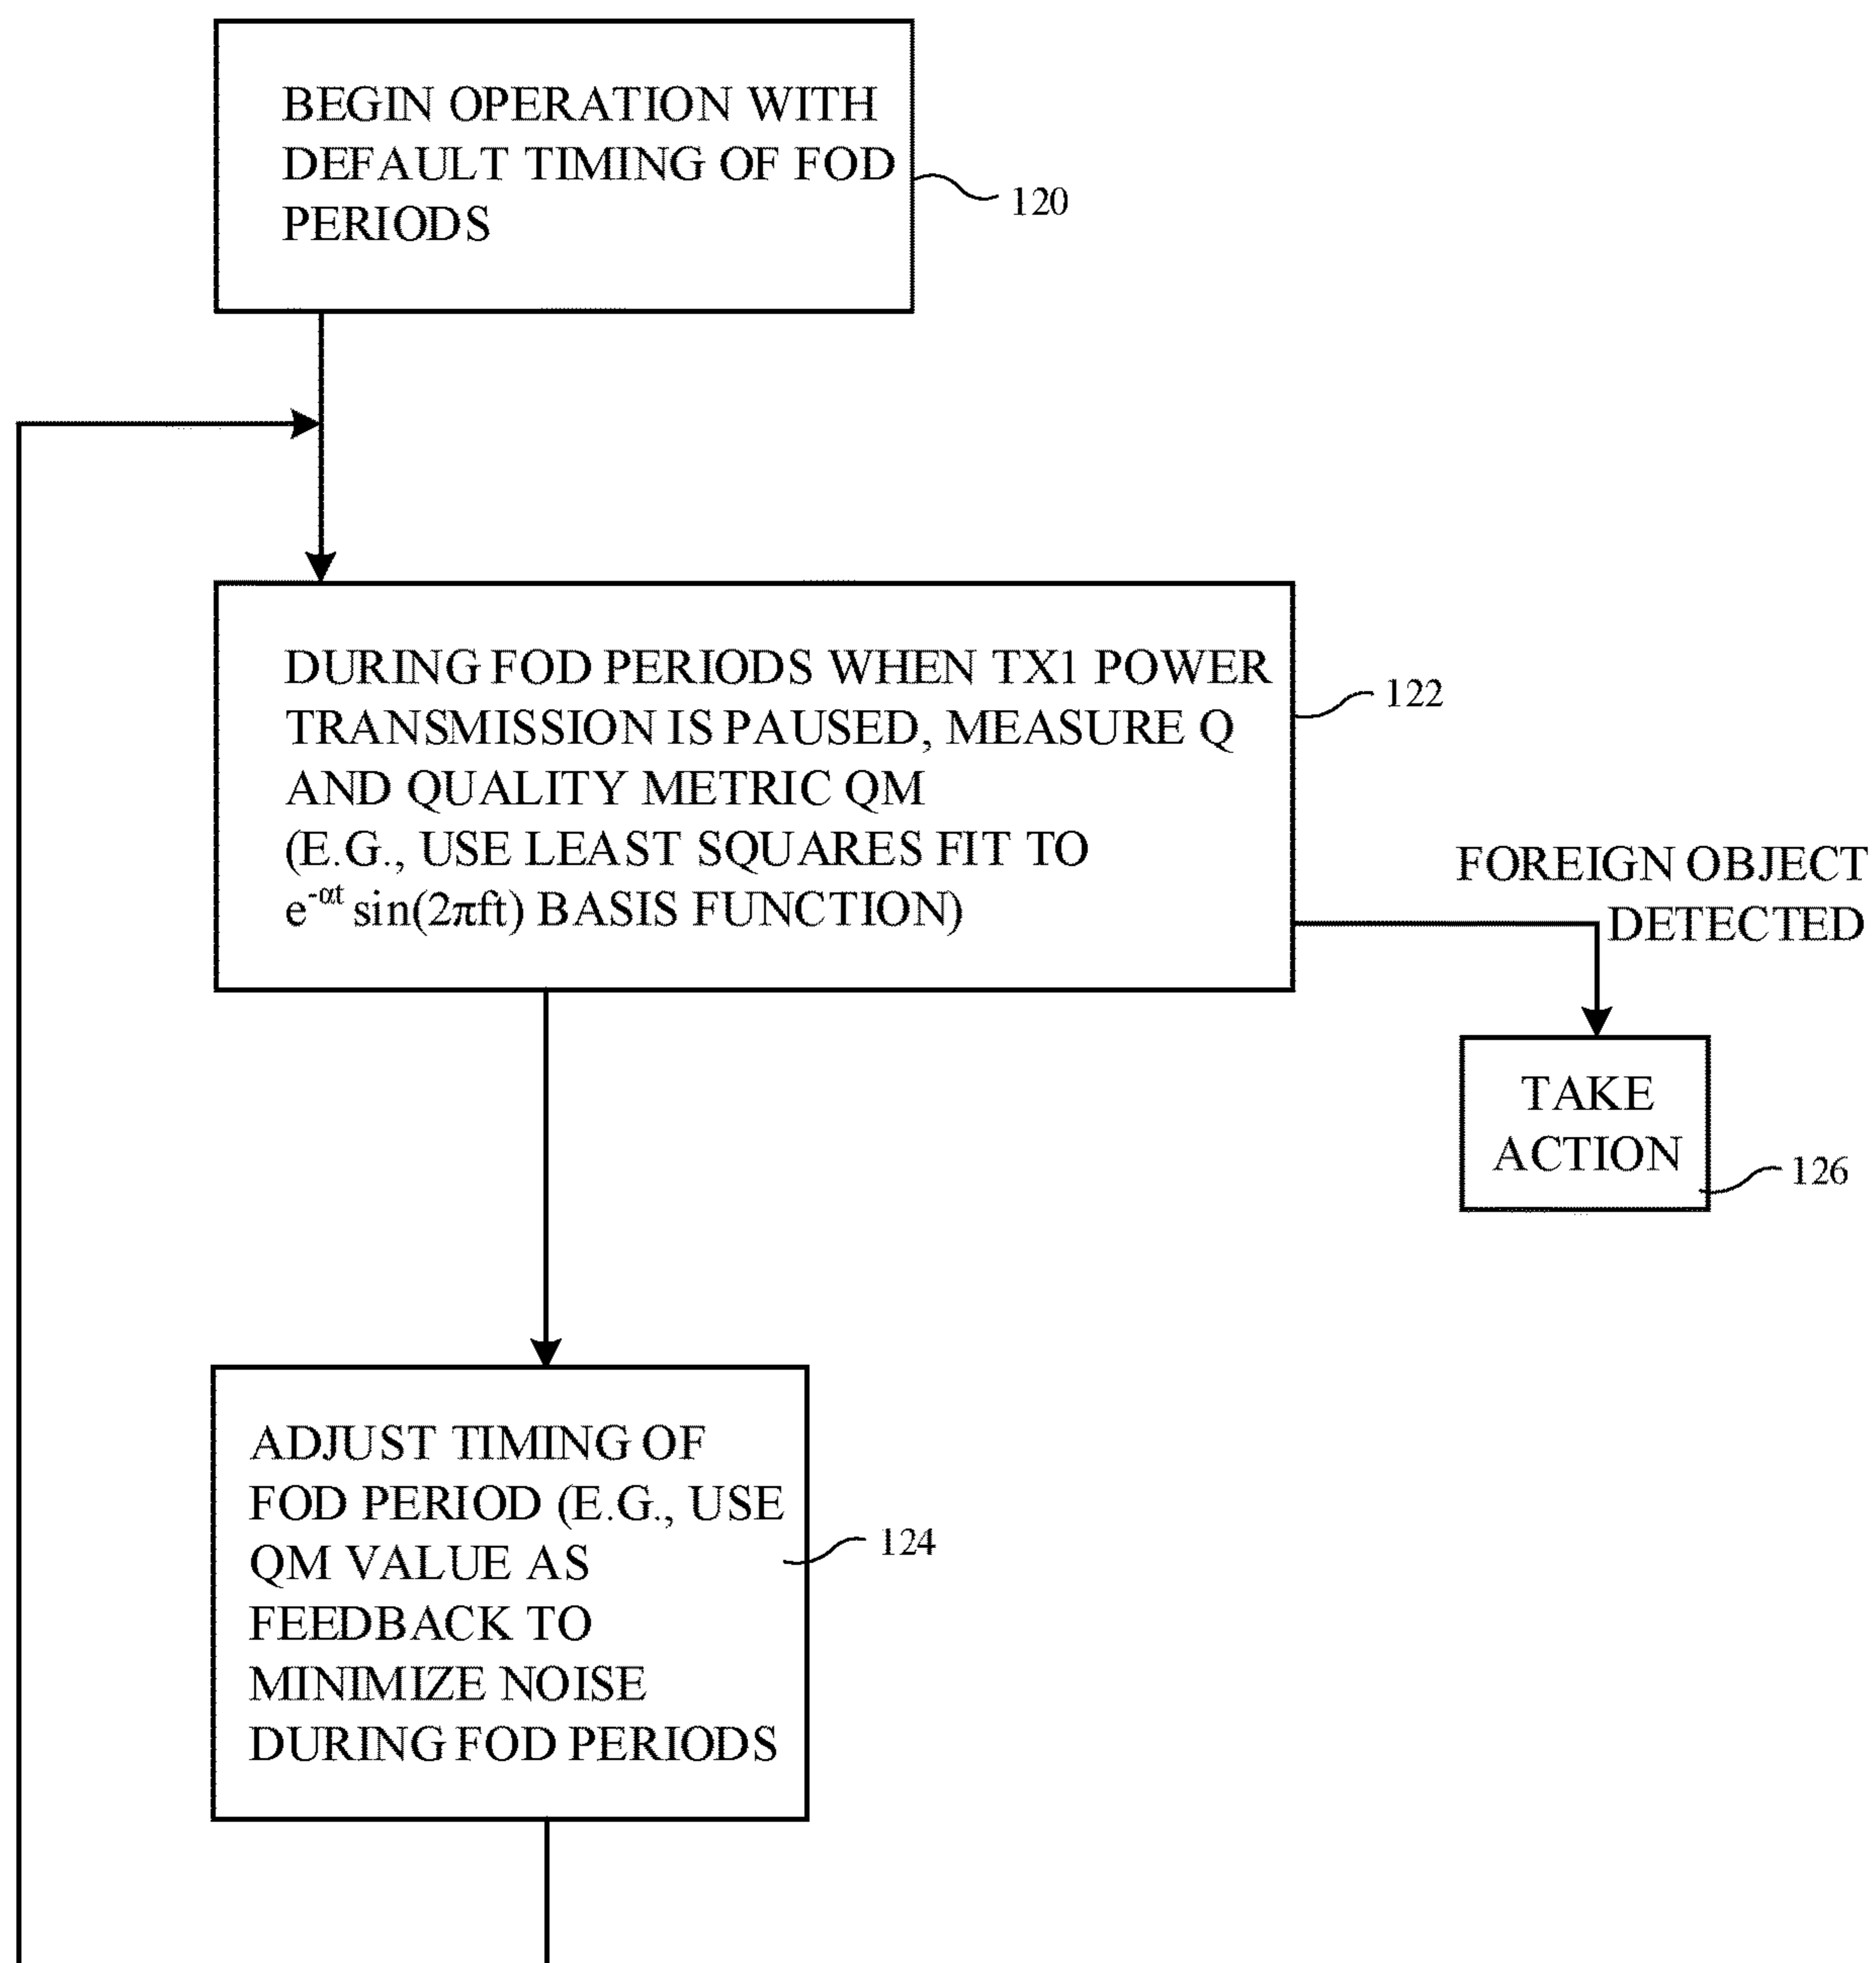 BEGIN OPERATION WITH
DEFAULT TIMING OF FOD
PERIODS
120
DURING FOD PERIODS WHEN TX1 POWER
TRANSMISSION IS PAUSED, MEASURE Q
AND QUALITY METRIC QM
(E.G., USE LEAST SQUARES FIT TO
e^-αt sin(2πft) BASIS FUNCTION)
122
FOREIGN OBJECT
DETECTED
TAKE
ACTION
126
ADJUST TIMING OF
FOD PERIOD (E.G., USE
QM VALUE AS
FEEDBACK TO
MINIMIZE NOISE
DURING FOD PERIODS
124